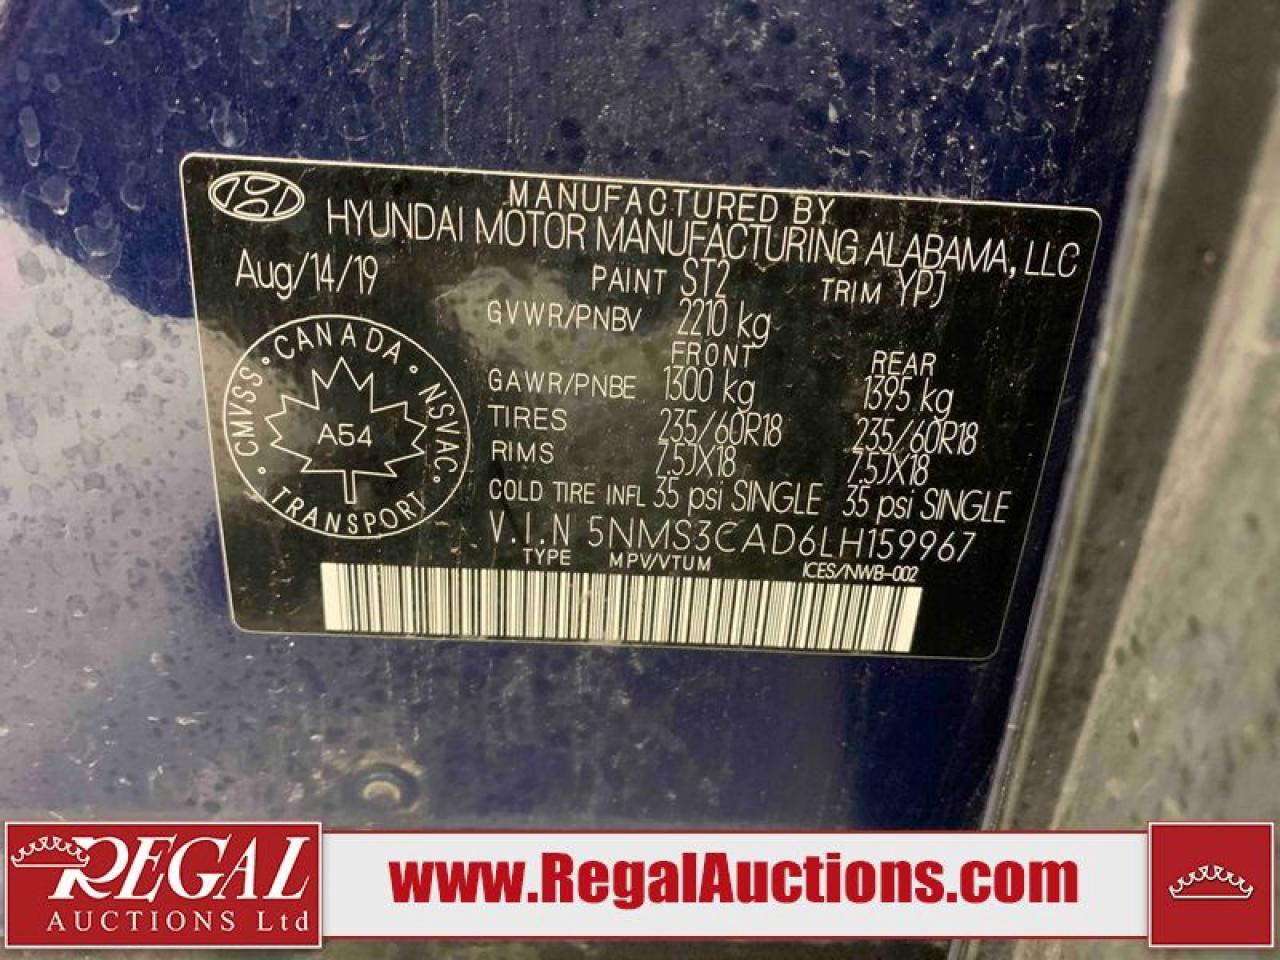 MANUFACTURED BY
HYUNDAI MOTOR MANUFACTURING ALABAMA, LLC
Aug/14/19
PAINT ST2 TRIM YPJ
GVWR/PNBV 2210 kg
FRONT REAR
GAWR/PNBE 1300 kg 1395 kg
TIRES 235/60R18 235/60R18
RIMS 7.5JX18 7.5JX18
COLD TIRE INFL 35 psi SINGLE 35 psi SINGLE
V.I.N 5NMS3CAD6LH159967
TYPE MPV/VTUM ICES/NWB-002
CMVSS · CANADA · NSVAC · TRANSPORT ·
A54
REGAL
AUCTIONS Ltd
www.RegalAuctions.com